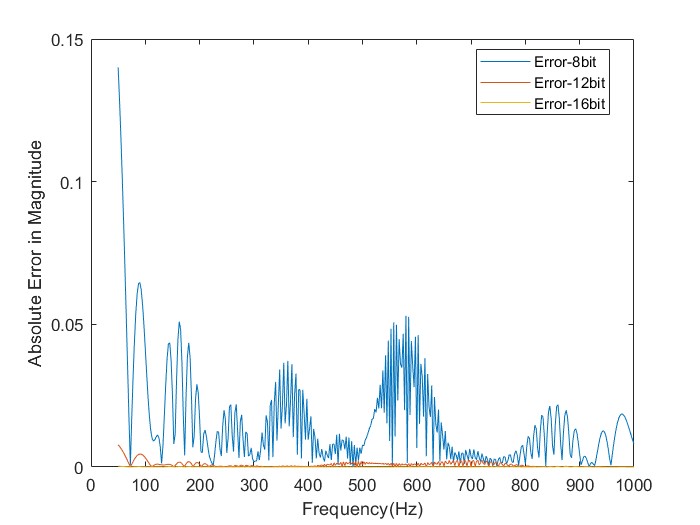 0.15
0.1
0.05
0
Absolute Error in Magnitude
Error-8bit
Error-12bit
Error-16bit
0 100 200 300 400 500 600 700 800 900 1000
Frequency(Hz)